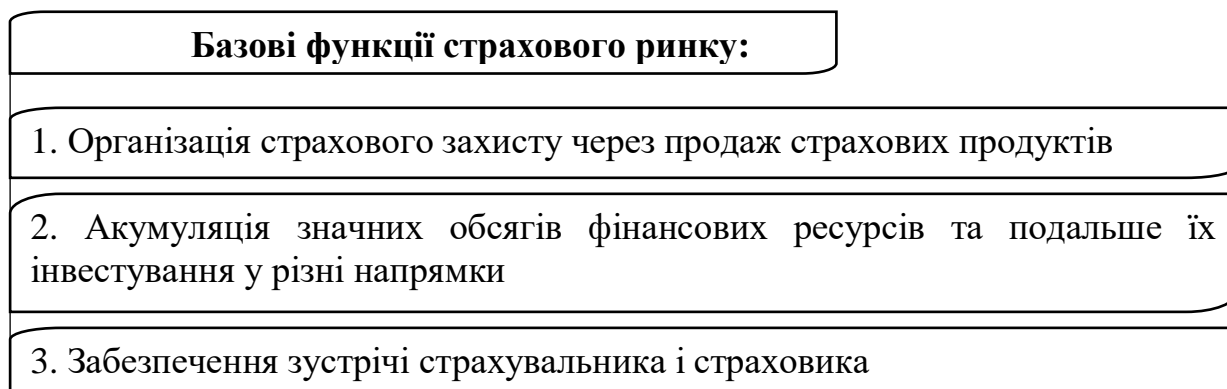 Базові функції страхового ринку:
1. Організація страхового захисту через продаж страхових продуктів
2. Акумуляція значних обсягів фінансових ресурсів та подальше їх
інвестування у різні напрямки
3. Забезпечення зустрічі страхувальника і страховика